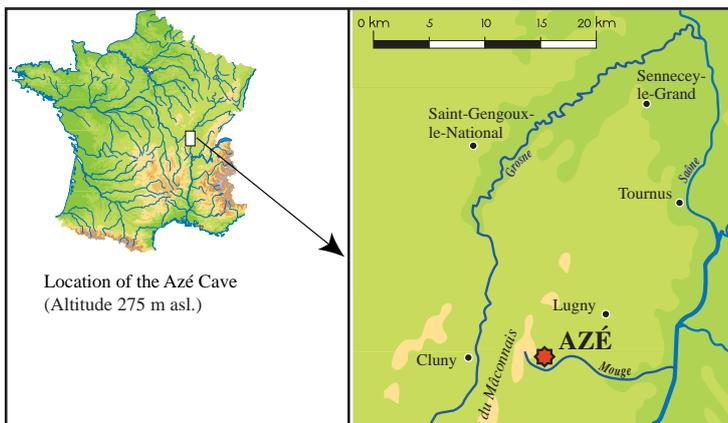 Location of the Azé Cave
(Altitude 275 m asl.)
0 km 5 10 15 20 km
Sennecey-
le-Grand
Saint-Gengoux-
le-National
Grosne
Saône
Tournus
Lugny
AZÉ
Cluny
du Mâconnais
Mouge